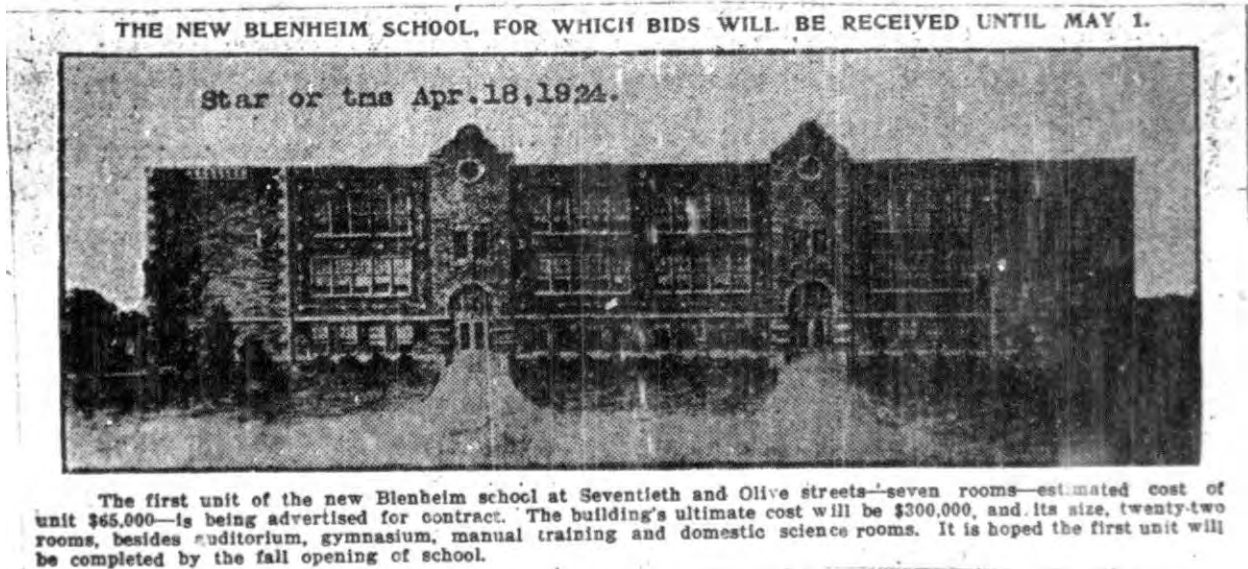 THE NEW BLENHEIM SCHOOL, FOR WHICH BIDS WILL BE RECEIVED UNTIL MAY 1.
Star or tms Apr.18,1924.
The first unit of the new Blenheim school at Seventieth and Olive streets—seven rooms—estimated cost of
unit $65,000—is being advertised for contract. The building's ultimate cost will be $300,000, and its size, twenty-two
rooms, besides auditorium, gymnasium, manual training and domestic science rooms. It is hoped the first unit will
be completed by the fall opening of school.